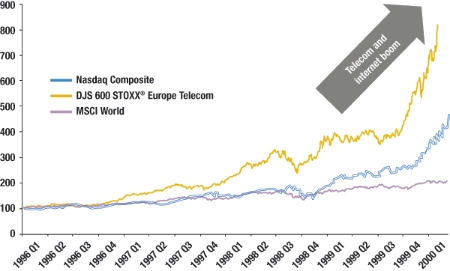 900
800
700
600
500
400
300
200
100
0
Nasdaq Composite
DJS 600 STOXX® Europe Telecom
MSCI World
Telecom and
internet boom
1996 Q1
1996 Q2
1996 Q3
1996 Q4
1997 Q1
1997 Q2
1997 Q3
1997 Q4
1998 Q1
1998 Q2
1998 Q3
1998 Q4
1999 Q1
1999 Q2
1999 Q3
1999 Q4
2000 Q1